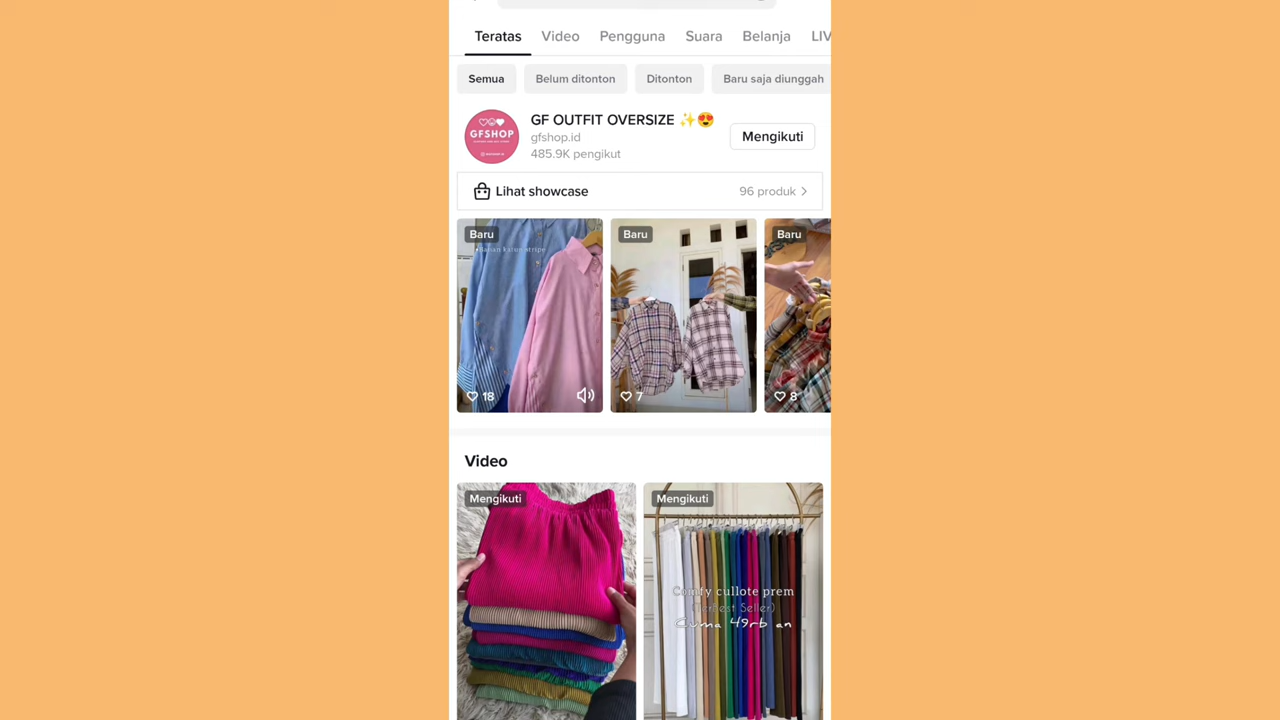 Teratas Video Pengguna Suara Belanja LIV
Semua Belum ditonton Ditonton Baru saja diunggah
GFSHOP
GF OUTFIT OVERSIZE ✨😍
gfshop.id
485.9K pengikut
Mengikuti
Lihat showcase 96 produk
Baru Baru Baru
18 7 8
Video
Mengikuti Mengikuti
Comfy cullote prem
Cuma 49rb an